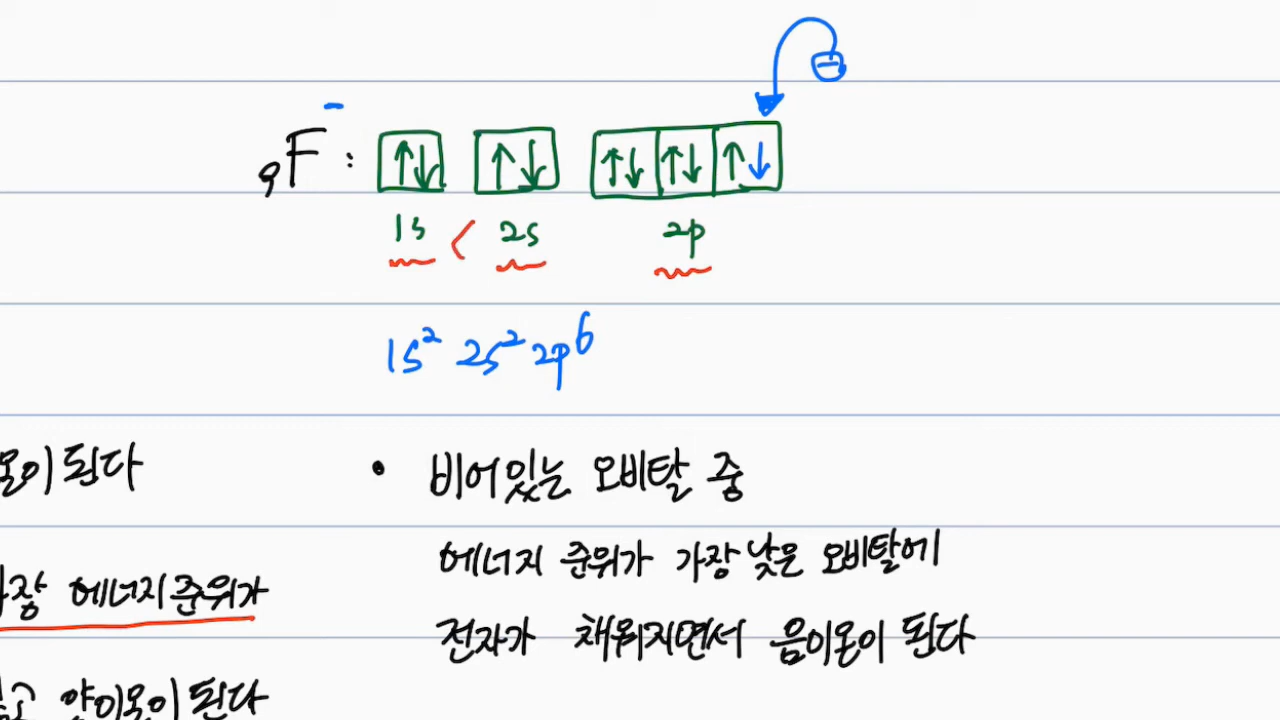 ₉F⁻ : ↑↓ ↑↓ ↑↓ ↑↓ ↑↓
1s < 2s 2p
1s² 2s² 2p⁶
이 된다
• 비어있는 오비탈 중
에너지 준위가 가장 낮은 오비탈에
에너지준위가
전자가 채워지면서 음이온이 된다
양이온이 된다